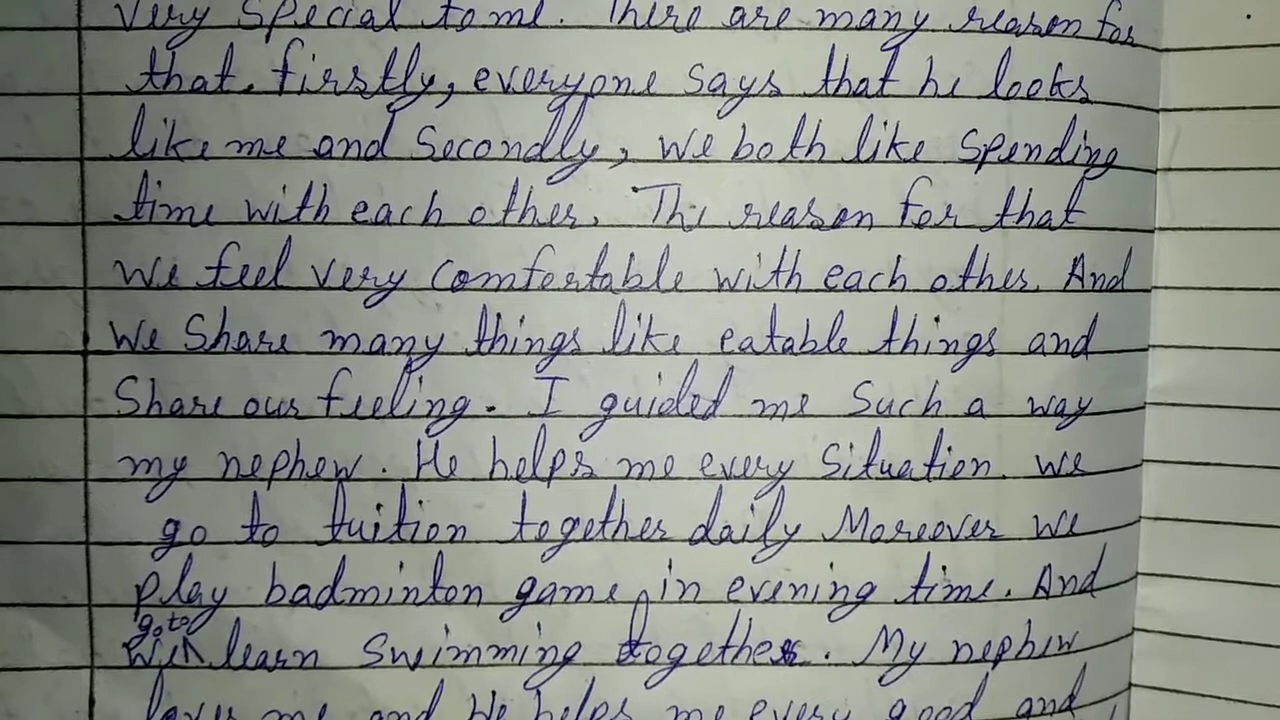 very special to me. There are many reason for
that. firstly, everyone says that he looks
like me and Secondly, we both like spending
time with each other. The reason for that
we feel very comfortable with each other. And
we Share many things like eatable things and
Share our feeling. I guided me Such a way
my nephew. He helps me every Situation. we
go to tuition together daily Moreover we
play badminton game in evening time. And
go to
learn Swimming together. My nephew
loves me and He helps me every good and